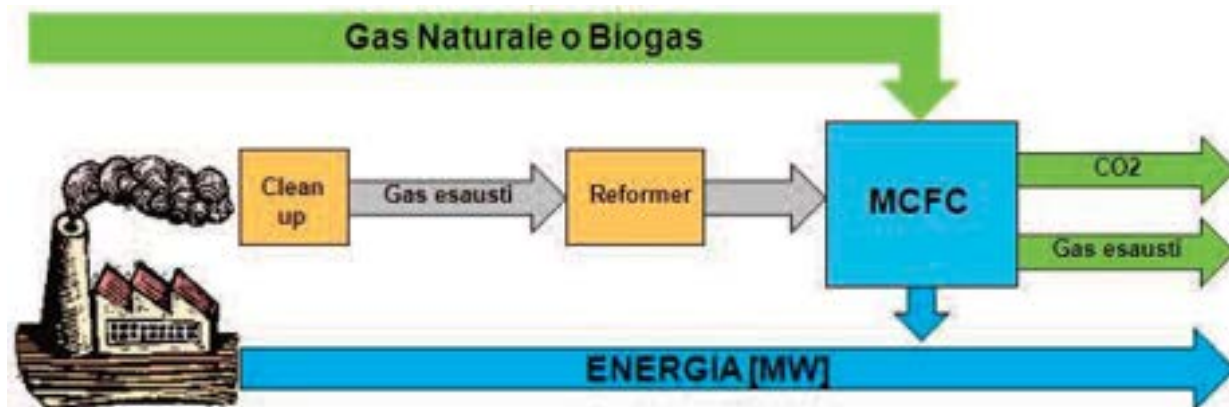 Gas Naturale o Biogas
Clean
up
Gas esausti
Reformer
MCFC
CO2
Gas esausti
ENERGIA [MW]